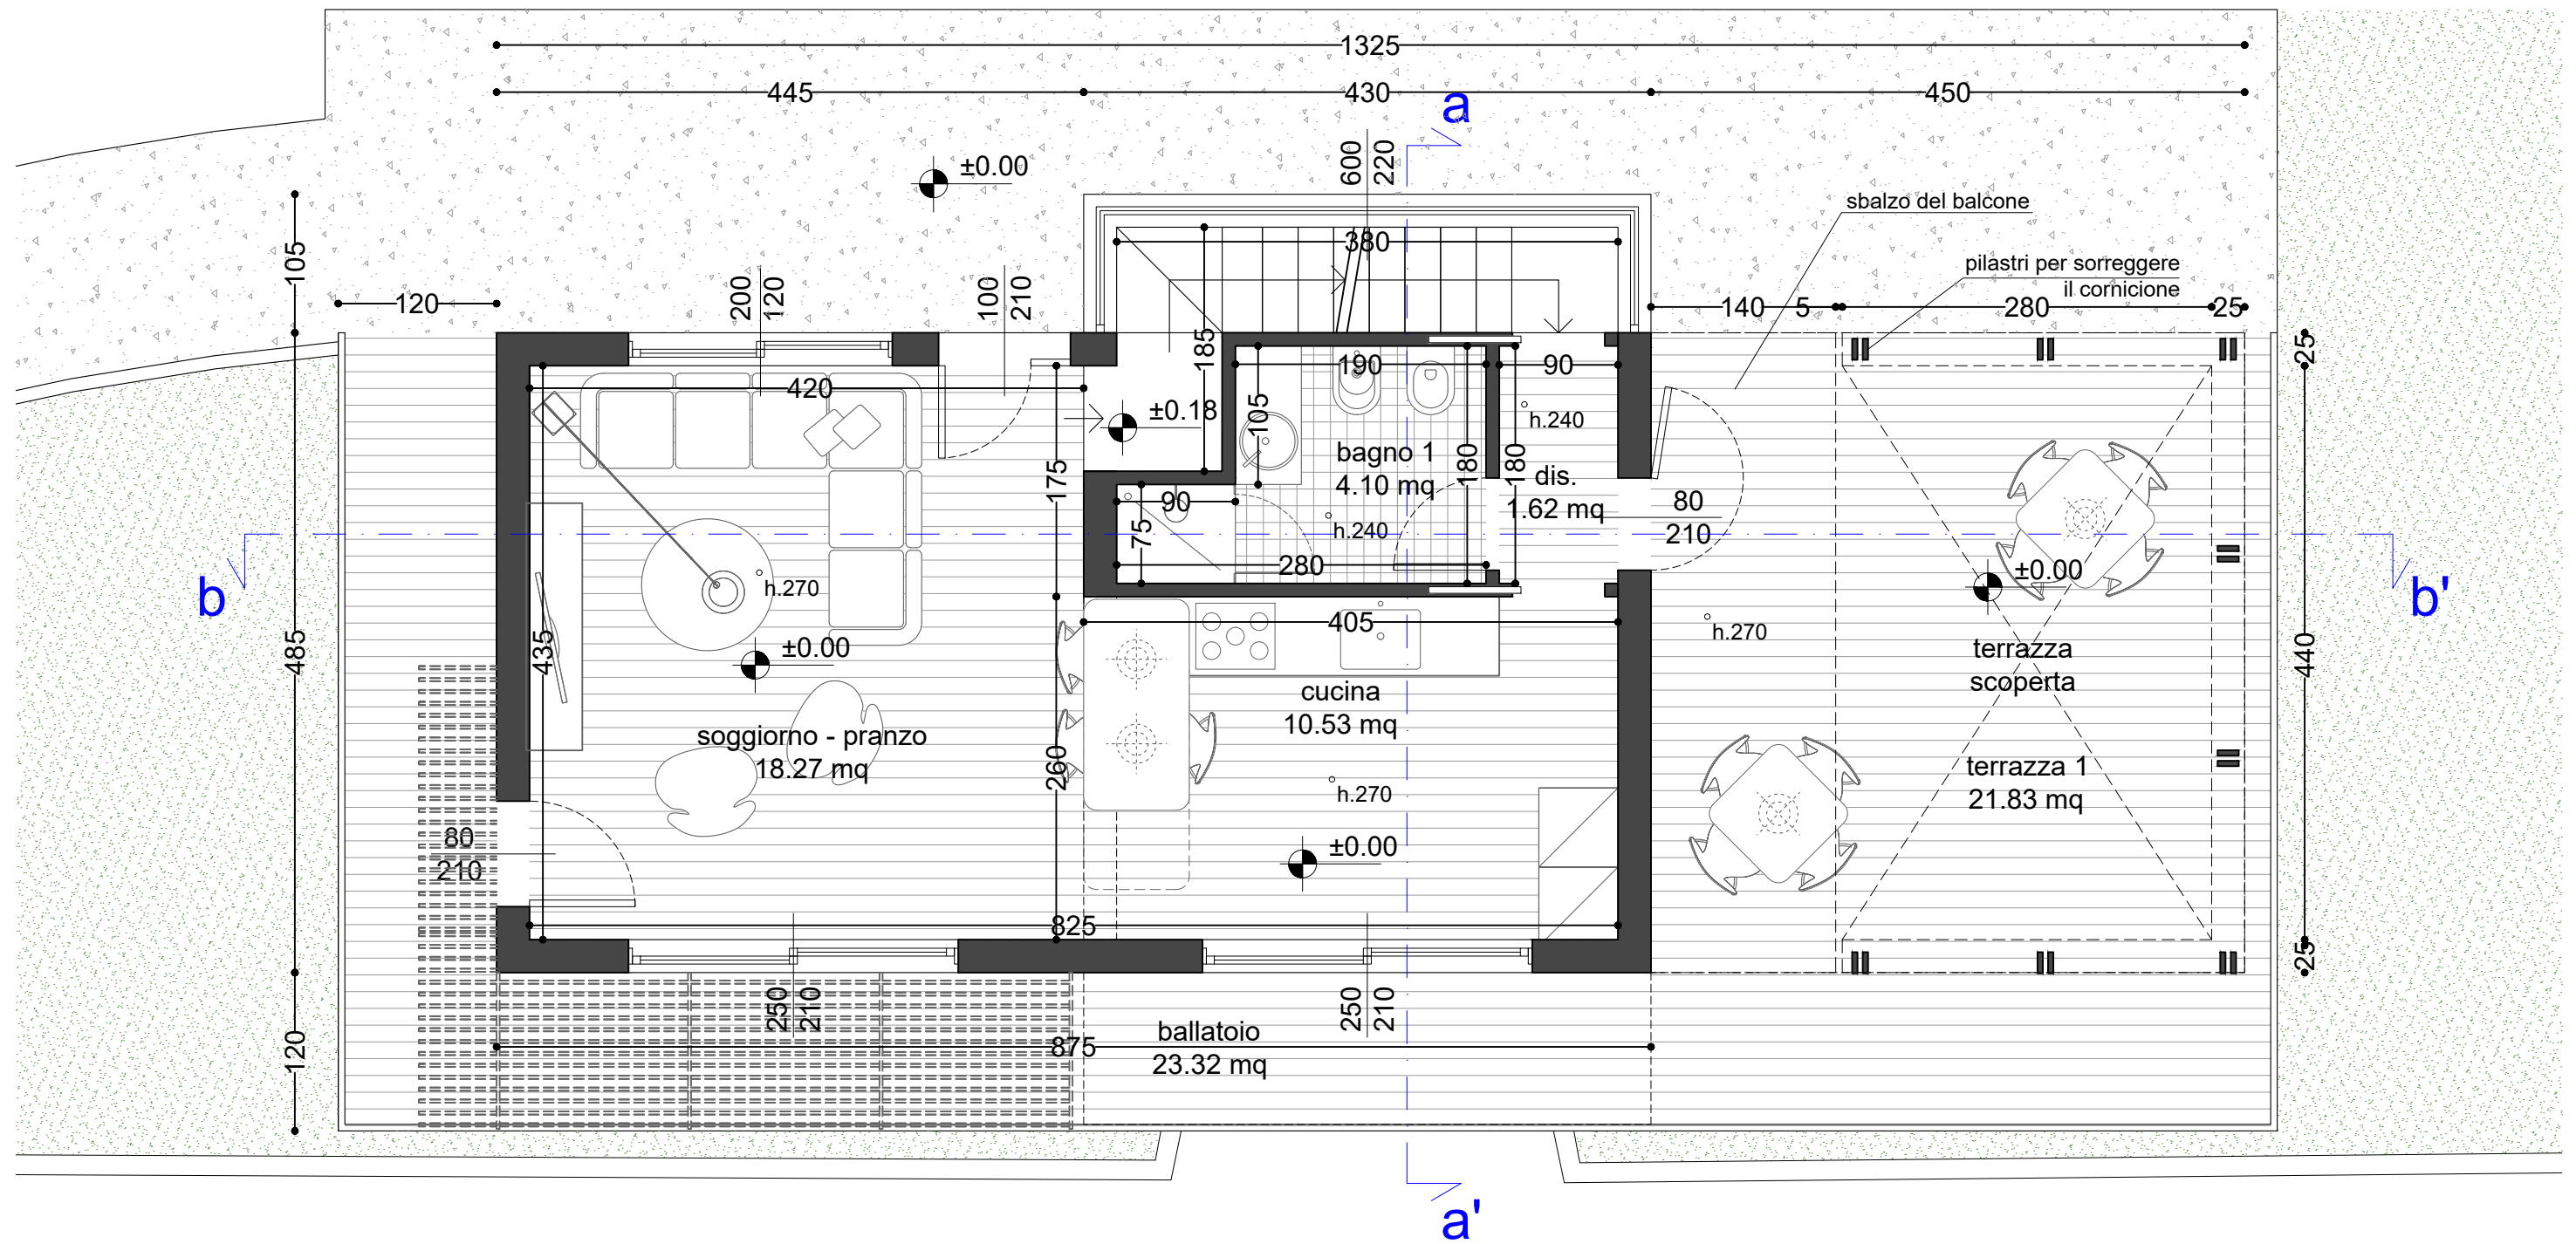 1325
445
430
450
a
600
220
±0.00
sbalzo del balcone
pilastri per sorreggere
il cornicione
105
120
200
120
100
210
380
140
5
280
25
185
25
420
190
90
±0.18
105
h.240
bagno 1
4.10 mq
180
180
dis.
1.62 mq
175
90
75
h.240
80
210
280
b
b'
h.270
±0.00
405
h.270
485
435
±0.00
440
terrazza
scoperta
cucina
10.53 mq
soggiorno - pranzo
18.27 mq
260
h.270
terrazza 1
21.83 mq
80
210
±0.00
825
25
250
210
250
210
ballatoio
23.32 mq
875
120
a'